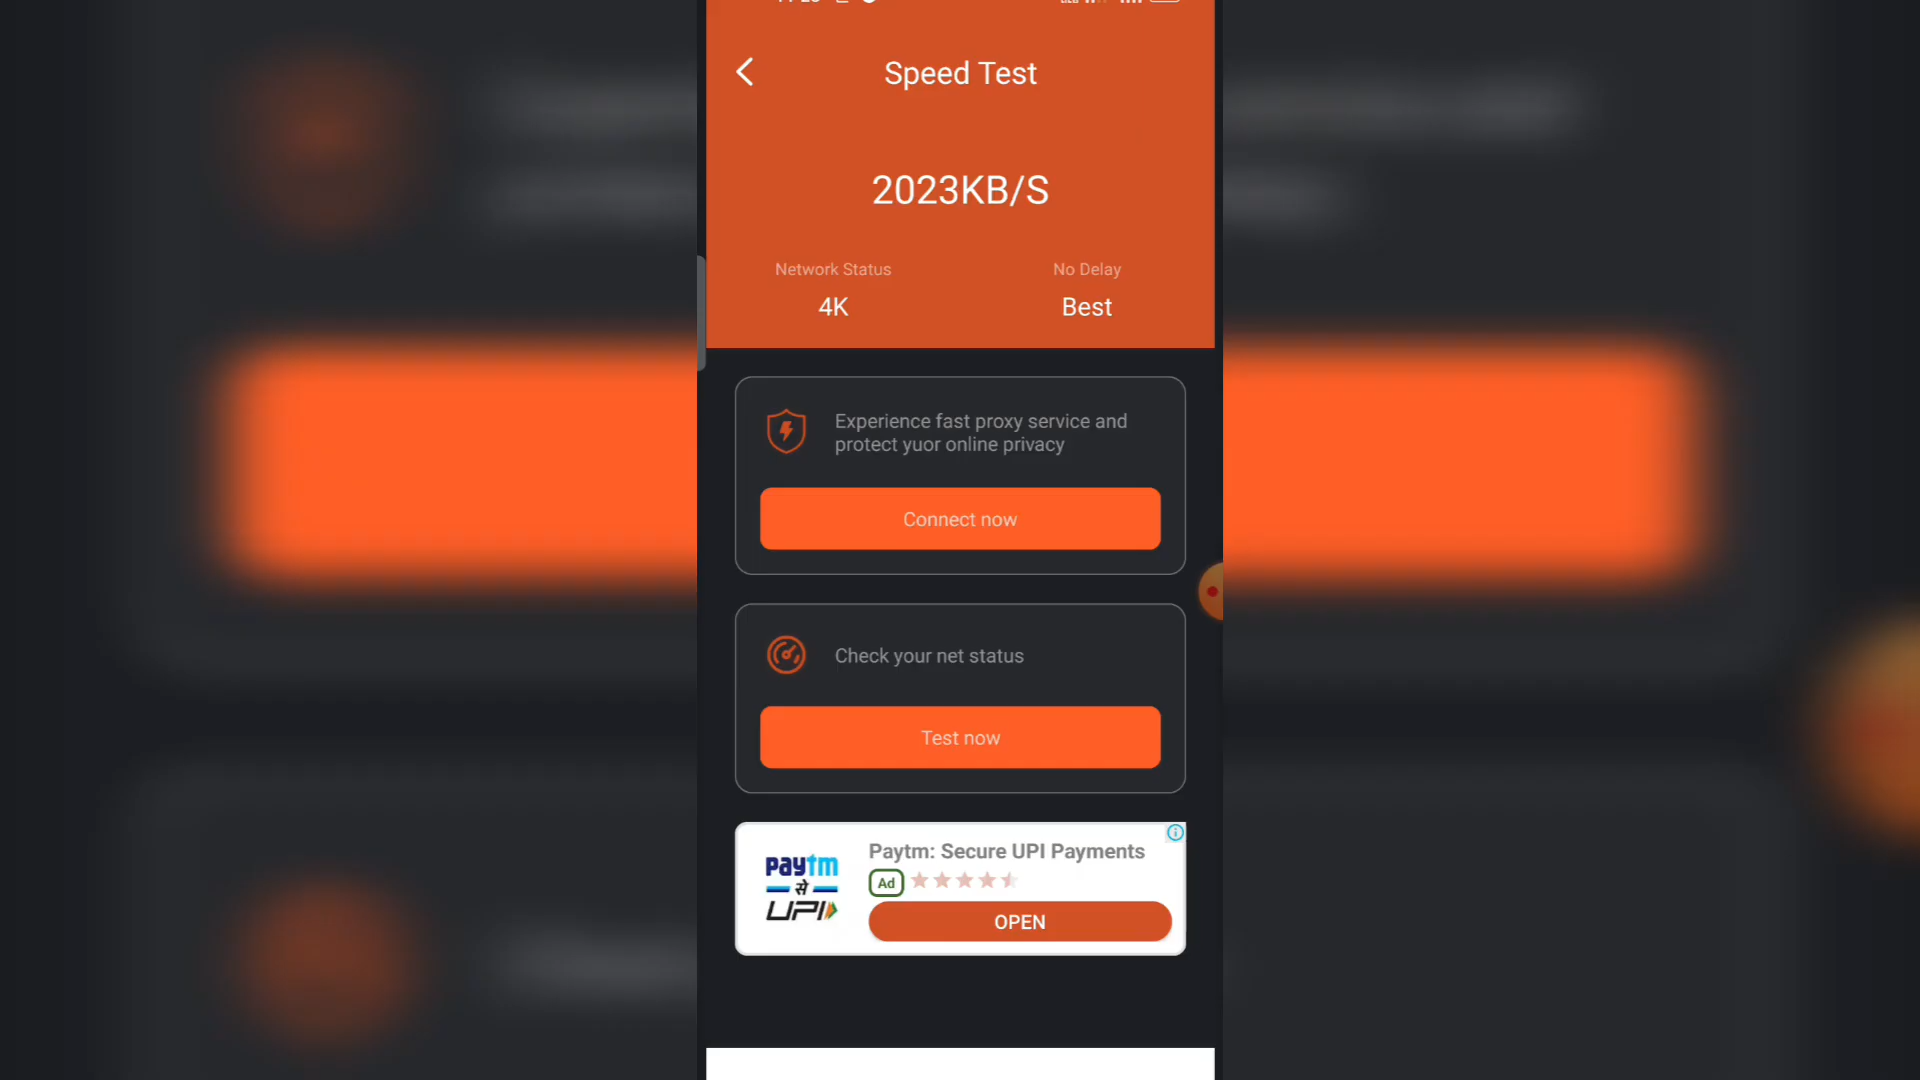 Speed Test
2023KB/S
Network Status
No Delay
4K
Best
Experience fast proxy service and
protect yuor online privacy
Connect now
Check your net status
Test now
paytm
से
UPI
Paytm: Secure UPI Payments
Ad
OPEN